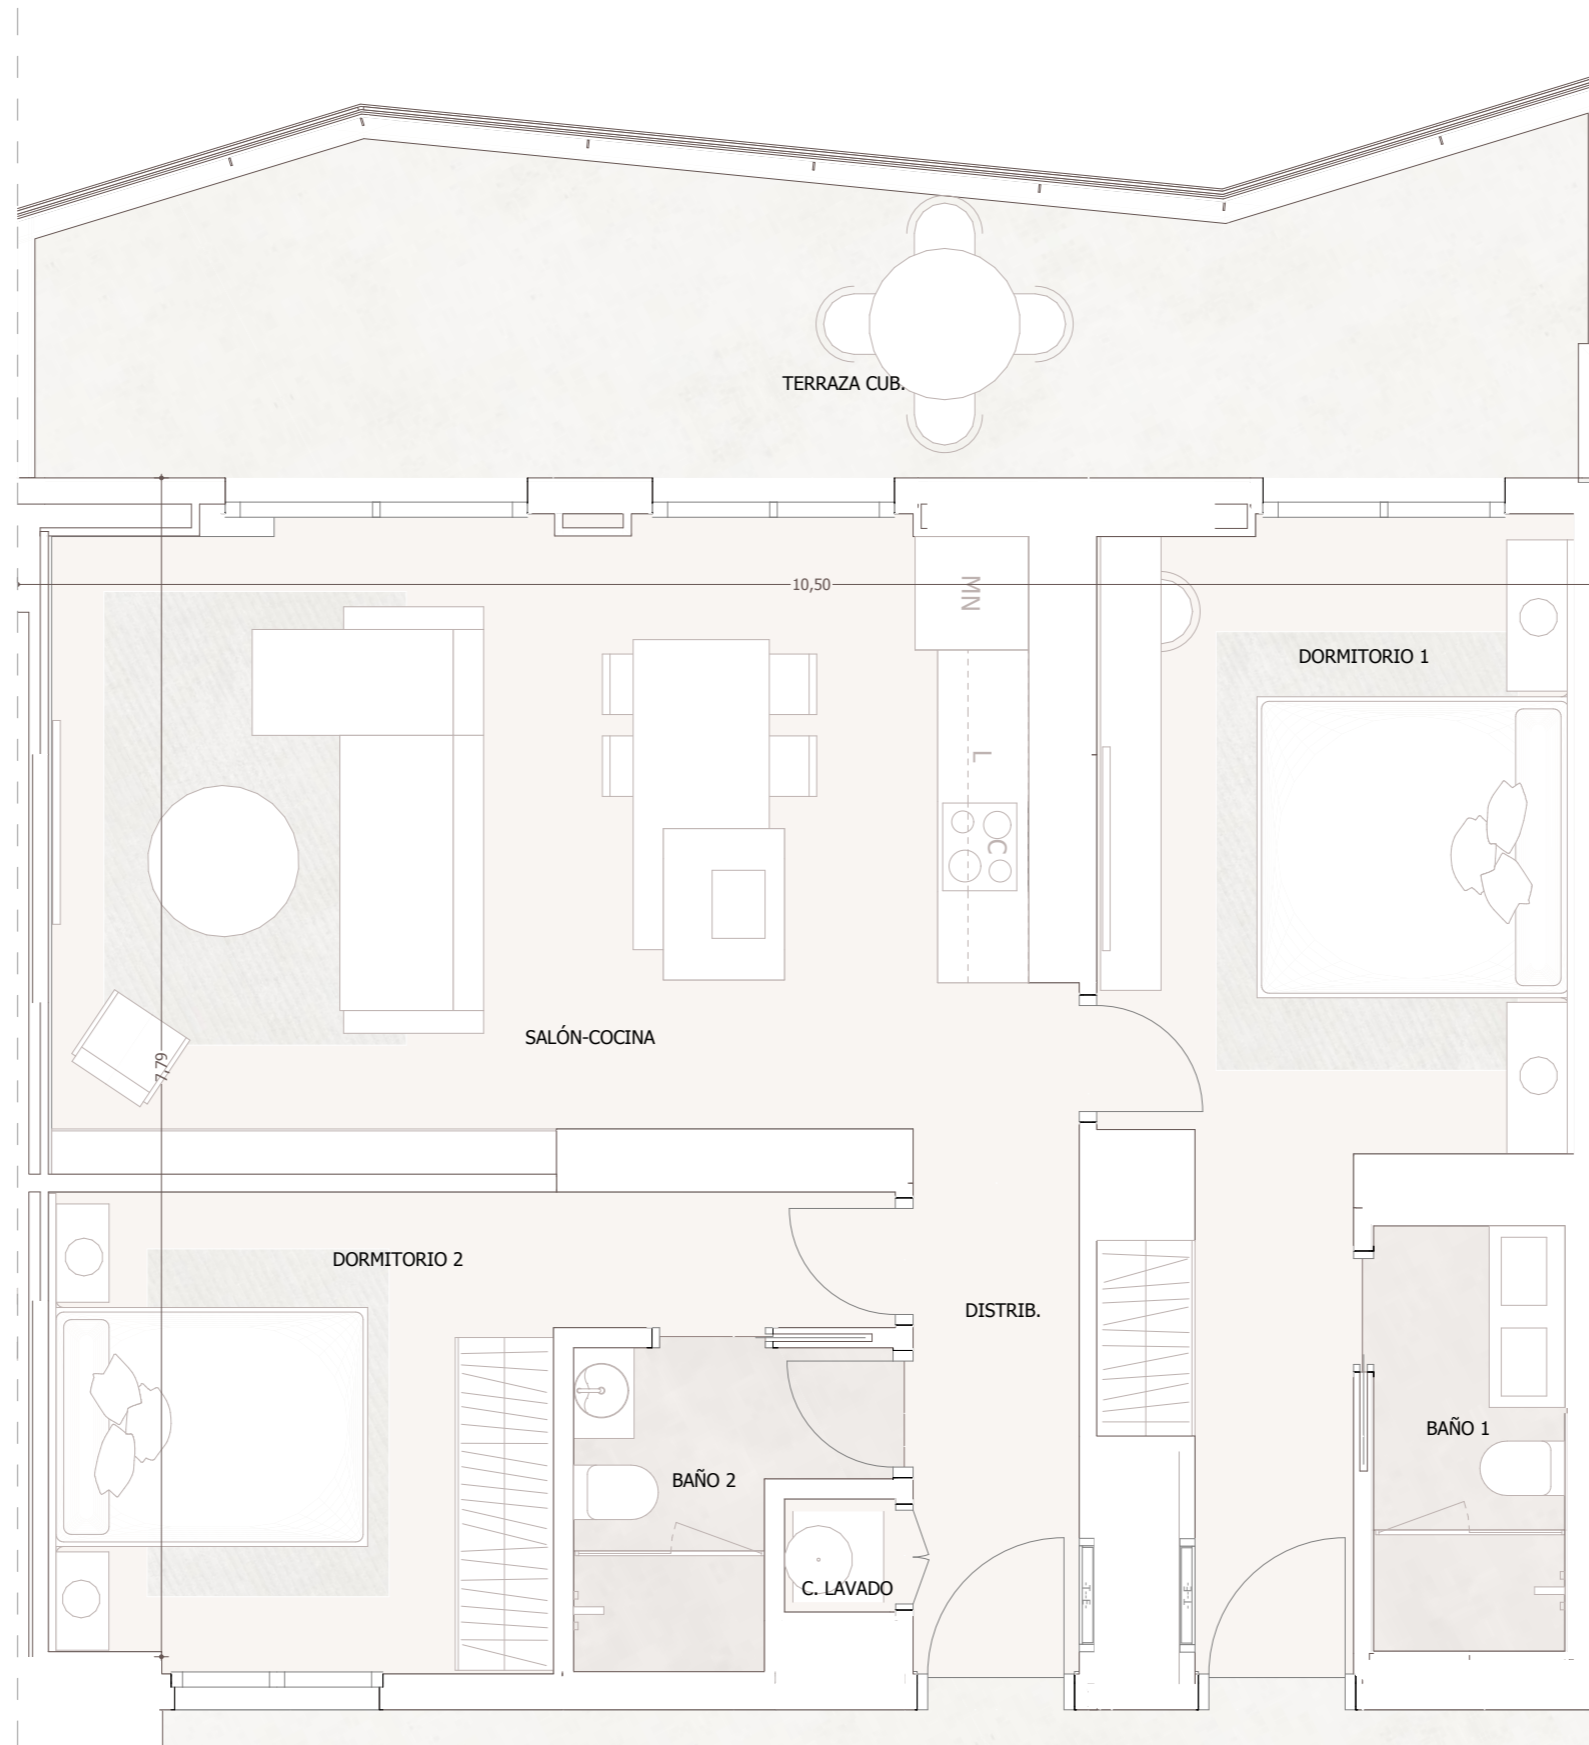 TERRAZA CUB.
10,50
MN
DORMITORIO 1
L
C
SALÓN-COCINA
7,79
DORMITORIO 2
DISTRIB.
BAÑO 1
BAÑO 2
C. LAVADO
-T-E-
-E-T-